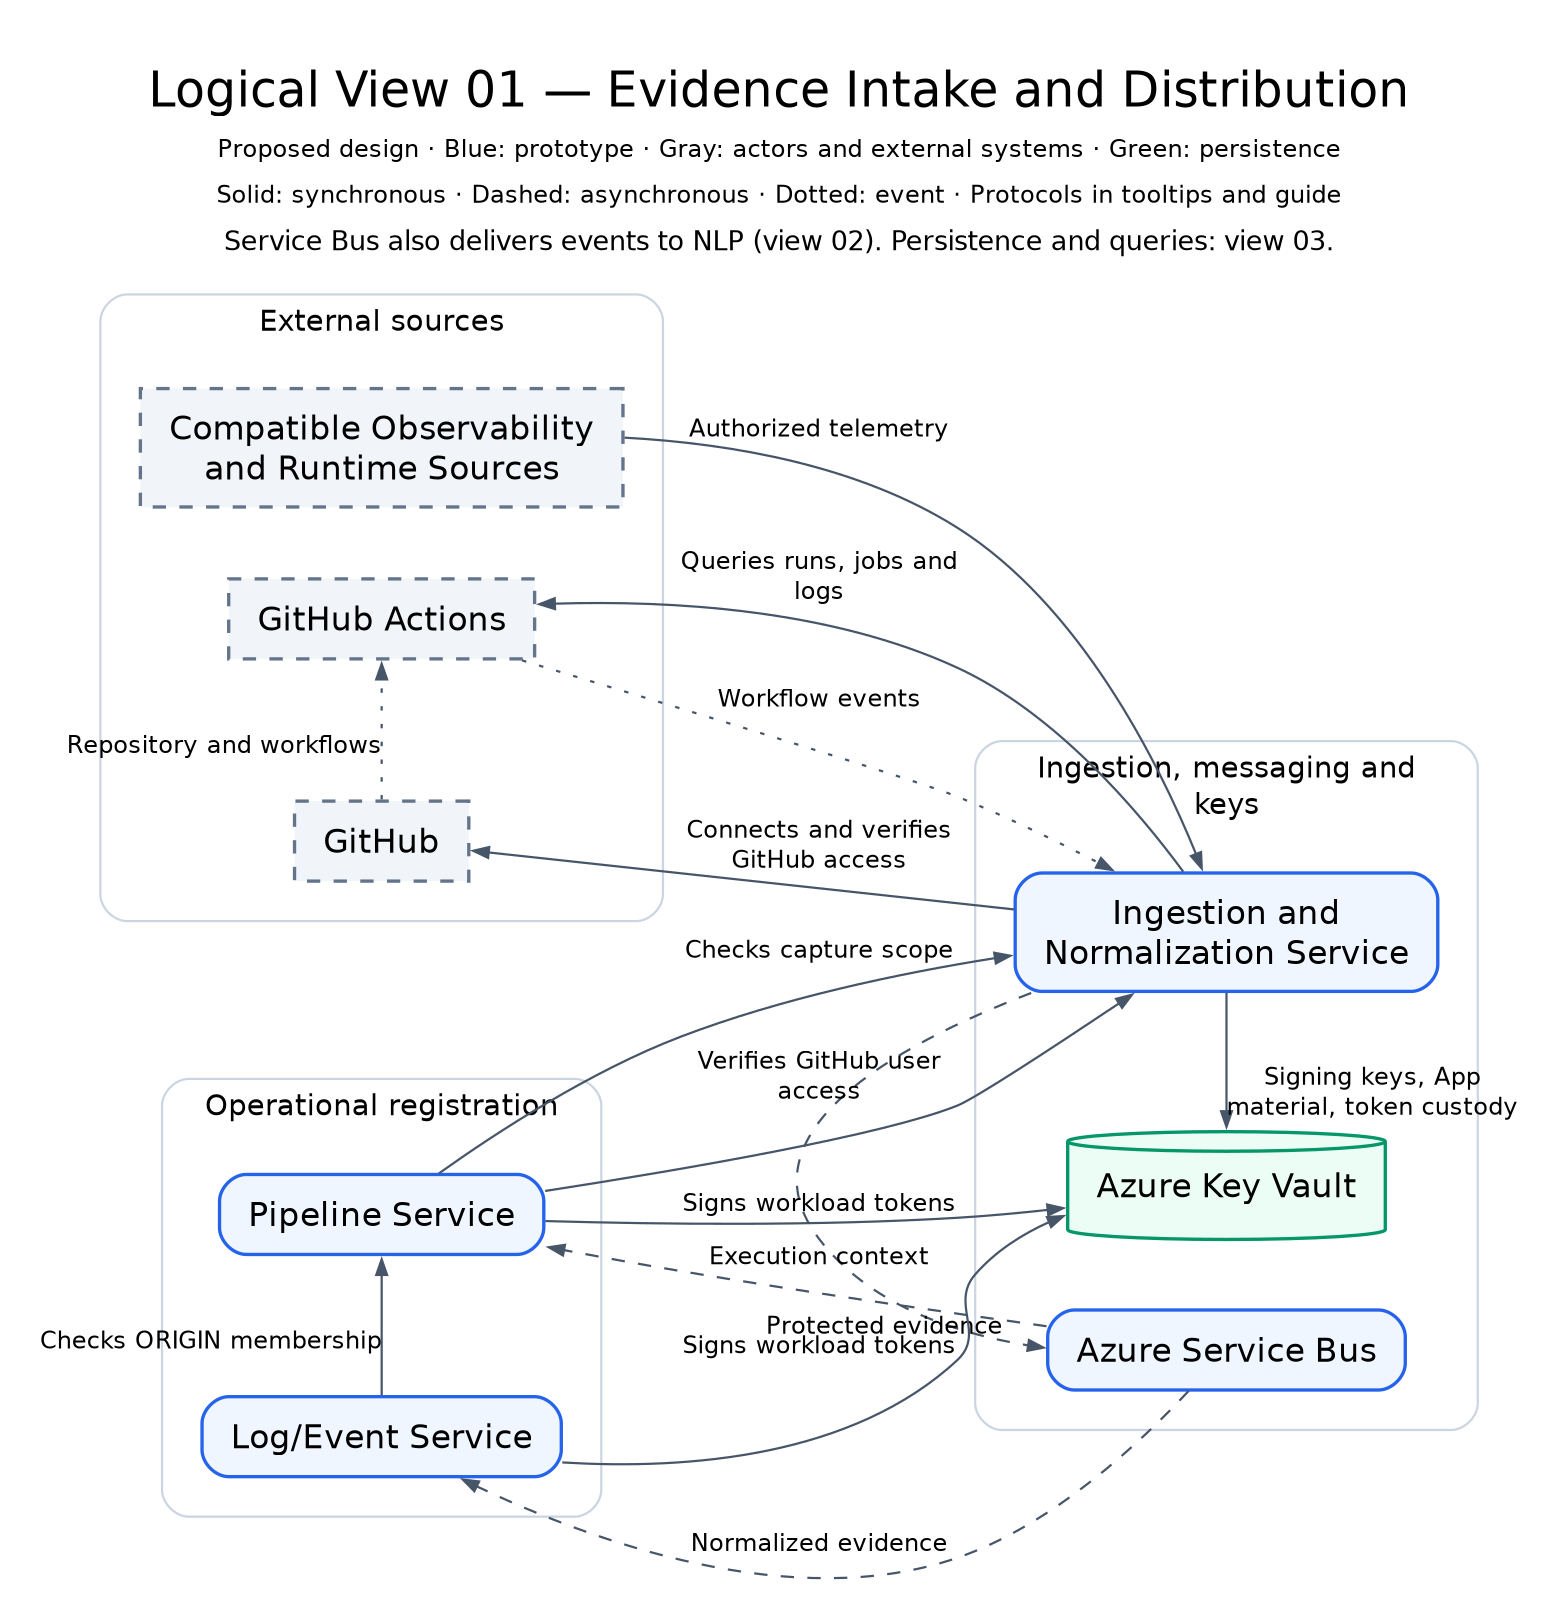 Logical View 01 — Evidence Intake and Distribution
Proposed design · Blue: prototype · Gray: actors and external systems · Green: persistence
Solid: synchronous · Dashed: asynchronous · Dotted: event · Protocols in tooltips and guide
Service Bus also delivers events to NLP (view 02). Persistence and queries: view 03.
External sources
Compatible Observability
and Runtime Sources
Authorized telemetry
Queries runs, jobs and
logs
GitHub Actions
Workflow events
Repository and workflows
Ingestion, messaging and
keys
GitHub
Connects and verifies
GitHub access
Ingestion and
Normalization Service
Checks capture scope
Verifies GitHub user
access
Signing keys, App
material, token custody
Operational registration
Pipeline Service
Signs workload tokens
Azure Key Vault
Execution context
Protected evidence
Signs workload tokens
Checks ORIGIN membership
Azure Service Bus
Log/Event Service
Normalized evidence